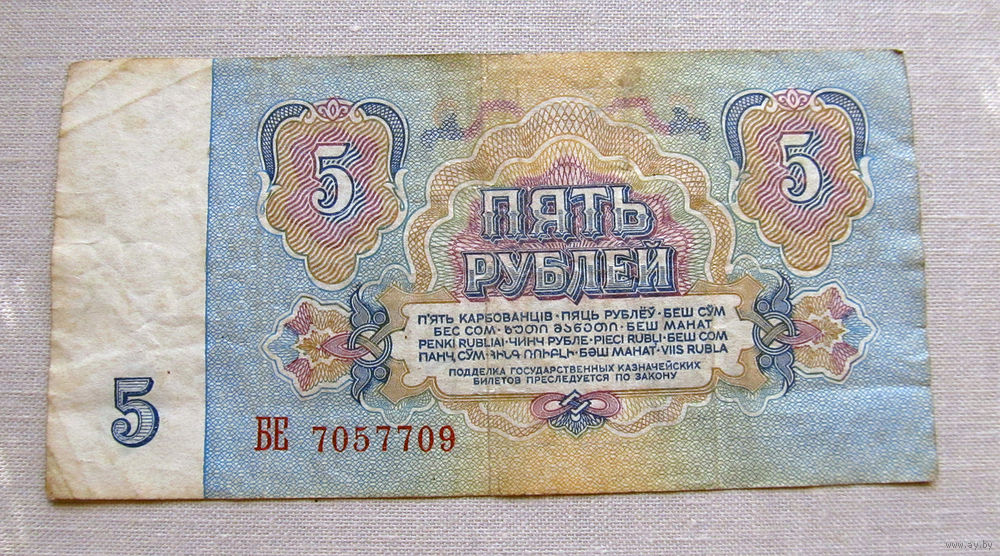 5
5
ПЯТЬ
РУБЛЕЙ
П'ЯТЬ КАРБОВАНЦІВ · ПЯЦЬ РУБЛЁЎ · БЕШ СЎМ
БЕС СОМ · ხუთი მანეთი · БЕШ МАНАТ
PENKI RUBLIAI · ЧИНЧ РУБЛЕ · PIECI RUBĻI · БЕШ СОМ
ПАНҶ СЎМ · ՀԻՆԳ ՌՈՒԲԼԻ · БӘШ МАНАТ · VIIS RUBLA
ПОДДЕЛКА ГОСУДАРСТВЕННЫХ КАЗНАЧЕЙСКИХ
БИЛЕТОВ ПРЕСЛЕДУЕТСЯ ПО ЗАКОНУ
5
БЕ 7057709
www.ay.by